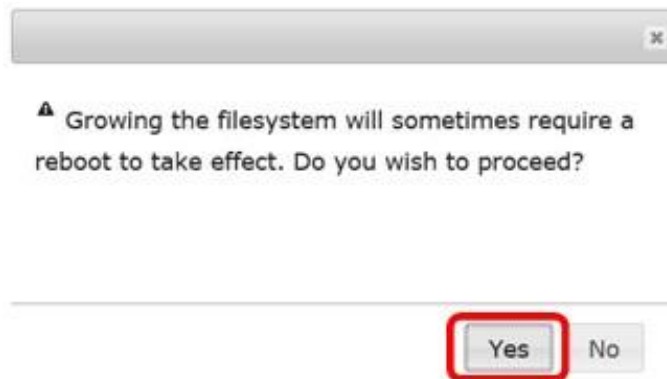 Growing the filesystem will sometimes require a
reboot to take effect. Do you wish to proceed?
Yes No